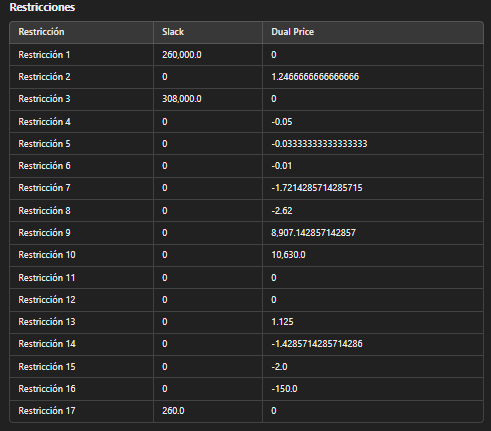 Restricciones
Restricción Slack Dual Price
Restricción 1 260,000.0 0
Restricción 2 0 1.2466666666666666
Restricción 3 308,000.0 0
Restricción 4 0 -0.05
Restricción 5 0 -0.03333333333333333
Restricción 6 0 -0.01
Restricción 7 0 -1.7214285714285715
Restricción 8 0 -2.62
Restricción 9 0 8,907.142857142857
Restricción 10 0 10,630.0
Restricción 11 0 0
Restricción 12 0 0
Restricción 13 0 1.125
Restricción 14 0 -1.4285714285714286
Restricción 15 0 -2.0
Restricción 16 0 -150.0
Restricción 17 260.0 0